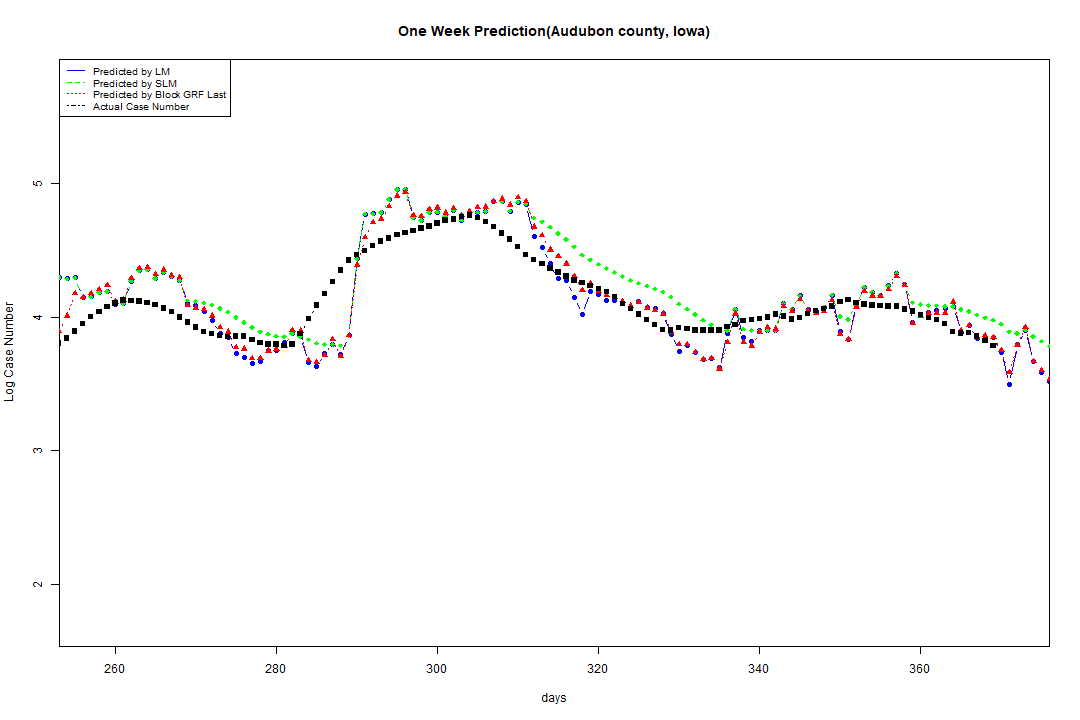 One Week Prediction(Audubon county, Iowa)
Predicted by LM
Predicted by SLM
Predicted by Block GRF Last
Actual Case Number
5
4
3
2
Log Case Number
260 280 300 320 340 360
days